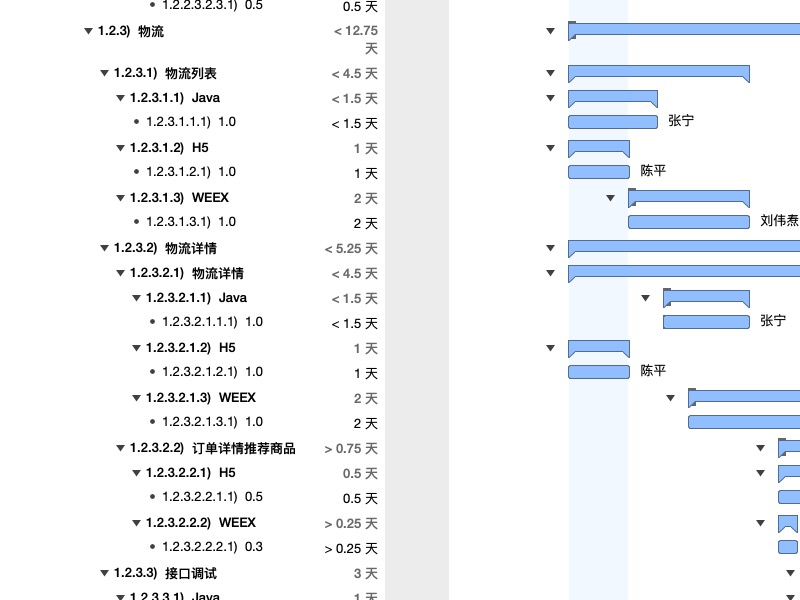 1.2.2.3.2.3.1) 0.5 0.5 天
1.2.3) 物流 < 12.75
天
1.2.3.1) 物流列表 < 4.5 天
1.2.3.1.1) Java < 1.5 天
1.2.3.1.1.1) 1.0 < 1.5 天 张宁
1.2.3.1.2) H5 1 天
1.2.3.1.2.1) 1.0 1 天 陈平
1.2.3.1.3) WEEX 2 天
1.2.3.1.3.1) 1.0 2 天 刘伟焘
1.2.3.2) 物流详情 < 5.25 天
1.2.3.2.1) 物流详情 < 4.5 天
1.2.3.2.1.1) Java < 1.5 天
1.2.3.2.1.1.1) 1.0 < 1.5 天 张宁
1.2.3.2.1.2) H5 1 天
1.2.3.2.1.2.1) 1.0 1 天 陈平
1.2.3.2.1.3) WEEX 2 天
1.2.3.2.1.3.1) 1.0 2 天
1.2.3.2.2) 订单详情推荐商品 > 0.75 天
1.2.3.2.2.1) H5 0.5 天
1.2.3.2.2.1.1) 0.5 0.5 天
1.2.3.2.2.2) WEEX > 0.25 天
1.2.3.2.2.2.1) 0.3 > 0.25 天
1.2.3.3) 接口调试 3 天
1.2.3.3.1) Java 1 天